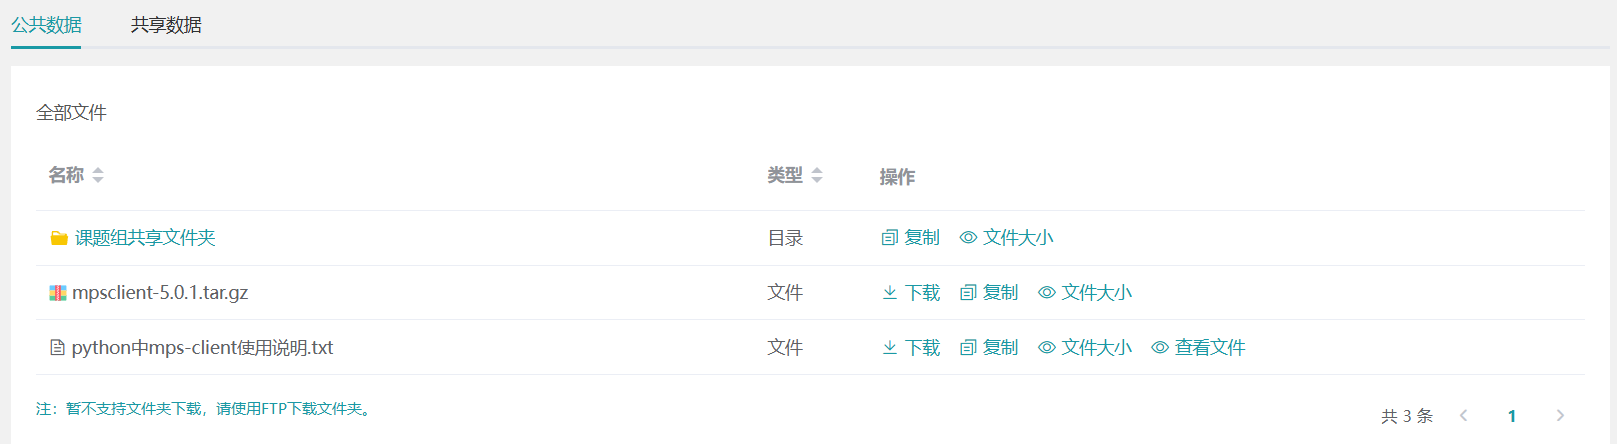 公共数据 共享数据
全部文件
名称 类型 操作
课题组共享文件夹 目录 复制 文件大小
mpsclient-5.0.1.tar.gz 文件 下载 复制 文件大小
python中mps-client使用说明.txt 文件 下载 复制 文件大小 查看文件
注：暂不支持文件夹下载，请使用FTP下载文件夹。
共 3 条 1